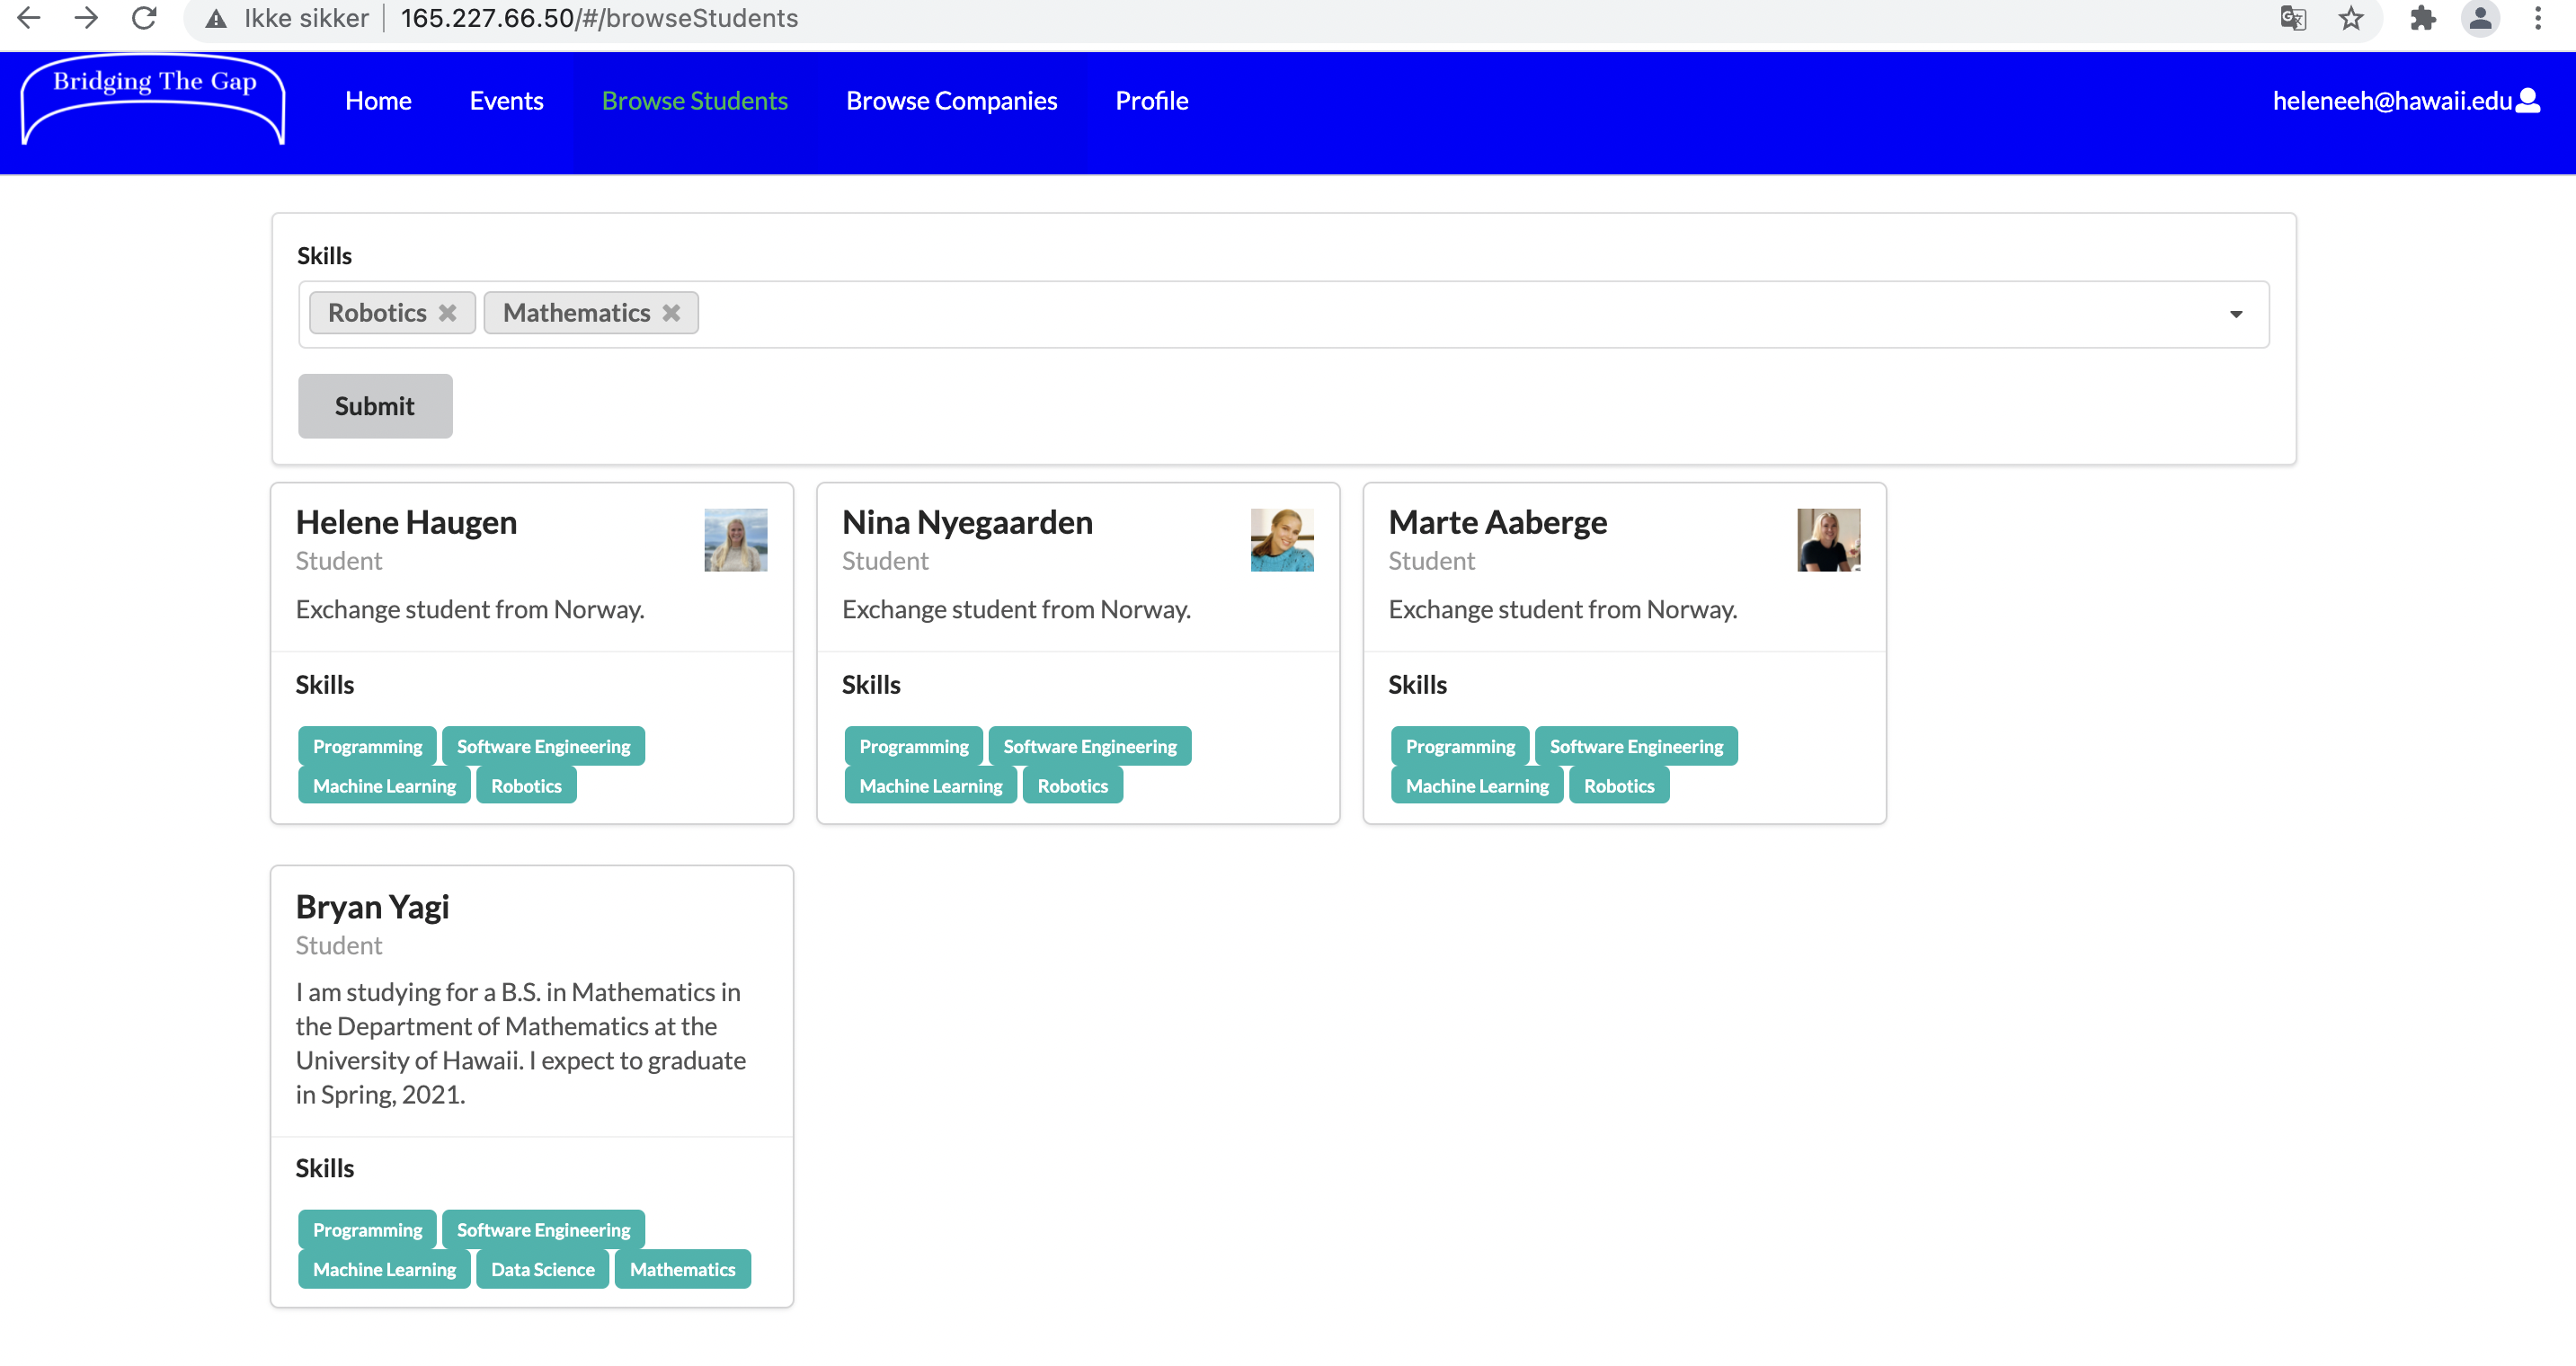 Ikke sikker 165.227.66.50/#/browseStudents
Bridging The Gap
Home Events Browse Students Browse Companies Profile heleneeh@hawaii.edu
Skills
Robotics Mathematics
Submit
Helene Haugen
Student
Exchange student from Norway.
Skills
Programming Software Engineering
Machine Learning Robotics
Nina Nyegaarden
Student
Exchange student from Norway.
Skills
Programming Software Engineering
Machine Learning Robotics
Marte Aaberge
Student
Exchange student from Norway.
Skills
Programming Software Engineering
Machine Learning Robotics
Bryan Yagi
Student
I am studying for a B.S. in Mathematics in
the Department of Mathematics at the
University of Hawaii. I expect to graduate
in Spring, 2021.
Skills
Programming Software Engineering
Machine Learning Data Science Mathematics